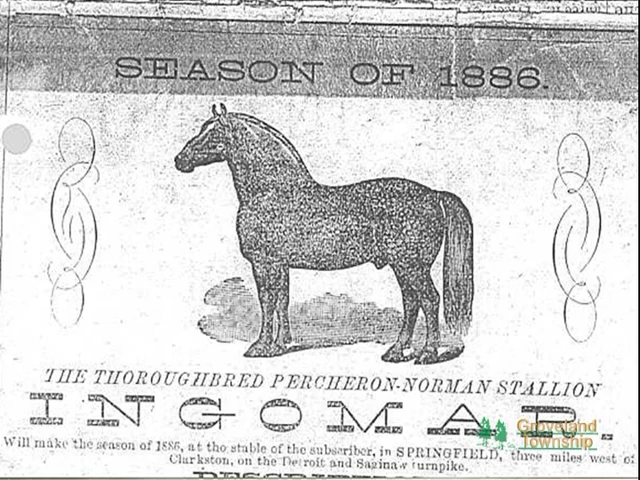 SEASON OF 1886.
THE THOROUGHBRED PERCHERON-NORMAN STALLION
INGOMAR.
Groveland
Township
Will make the season of 1886, at the stable of the subscriber, in SPRINGFIELD, three miles west of
Clarkston, on the Detroit and Saginaw turnpike.